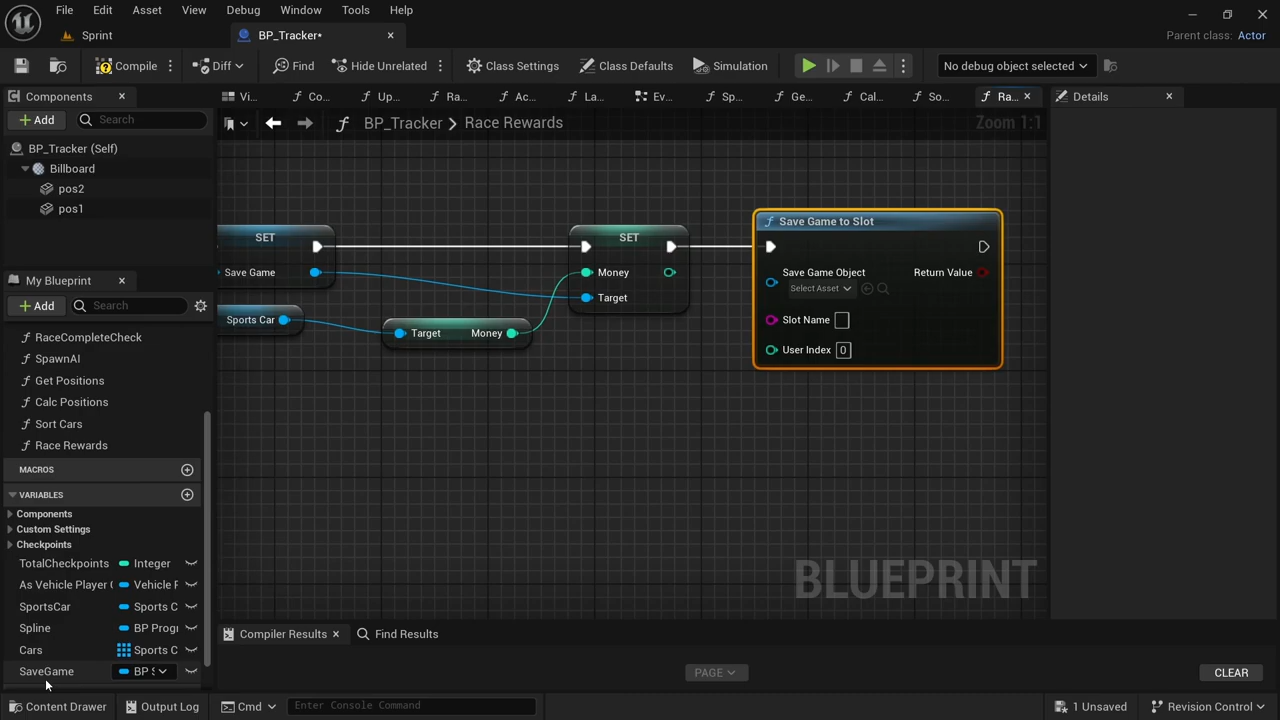 File Edit Asset View Debug Window Tools Help
Sprint BP_Tracker* Parent class: Actor
Compile Diff Find Hide Unrelated Class Settings Class Defaults Simulation No debug object selected
Components Vi... Co... Up... Ra... Ac... La... Ev... Sp... Ge... Cal... So... Ra... Details
+ Add Search f BP_Tracker > Race Rewards Zoom 1:1
BP_Tracker (Self)
Billboard
pos2
pos1
SET SET f Save Game to Slot
Save Game Money Save Game Object Return Value
Select Asset
Target
Sports Car Target Money Slot Name
User Index 0
My Blueprint
+ Add Search
f RaceCompleteCheck
f SpawnAI
f Get Positions
f Calc Positions
f Sort Cars
f Race Rewards
MACROS
VARIABLES
Components
Custom Settings
Checkpoints
TotalCheckpoints Integer
As Vehicle Player Vehicle
SportsCar Sports C
Spline BP Prog
Cars Sports C
SaveGame BP
BLUEPRINT
Compiler Results Find Results
PAGE CLEAR
Content Drawer Output Log Cmd Enter Console Command 1 Unsaved Revision Control